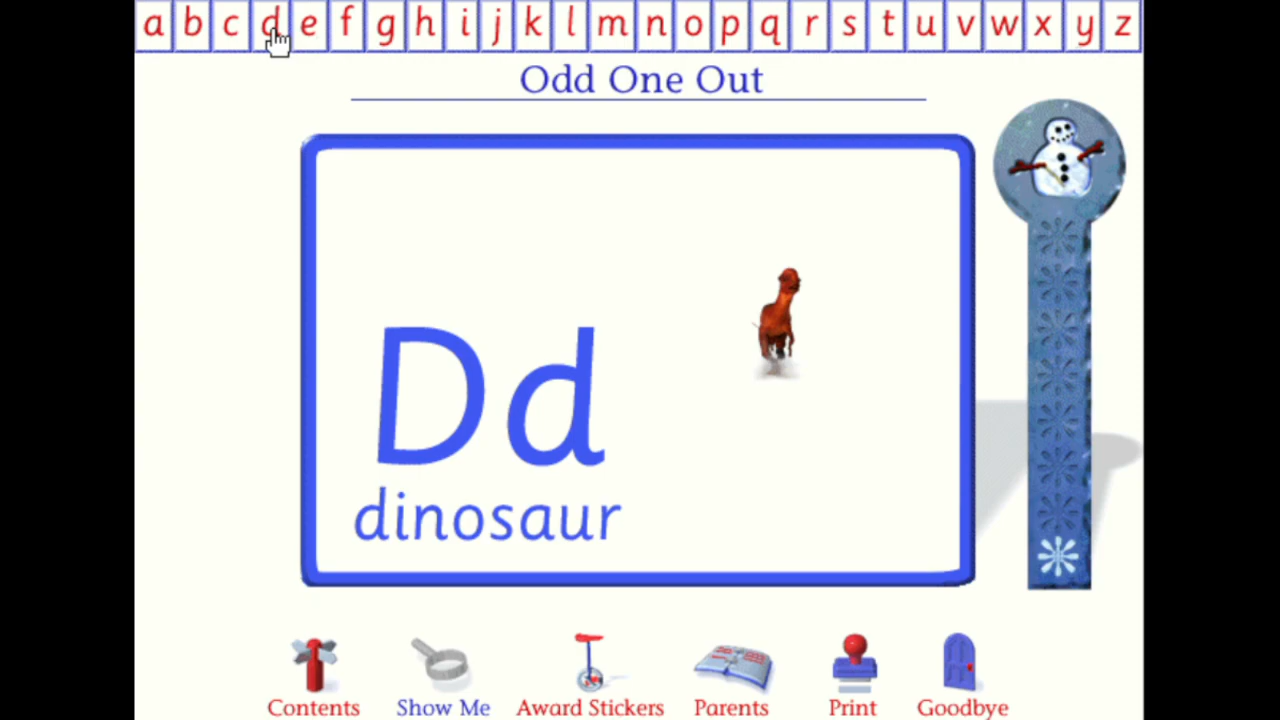 a b c d e f g h i j k l m n o p q r s t u v w x y z
Odd One Out
Dd
dinosaur
Contents Show Me Award Stickers Parents Print Goodbye